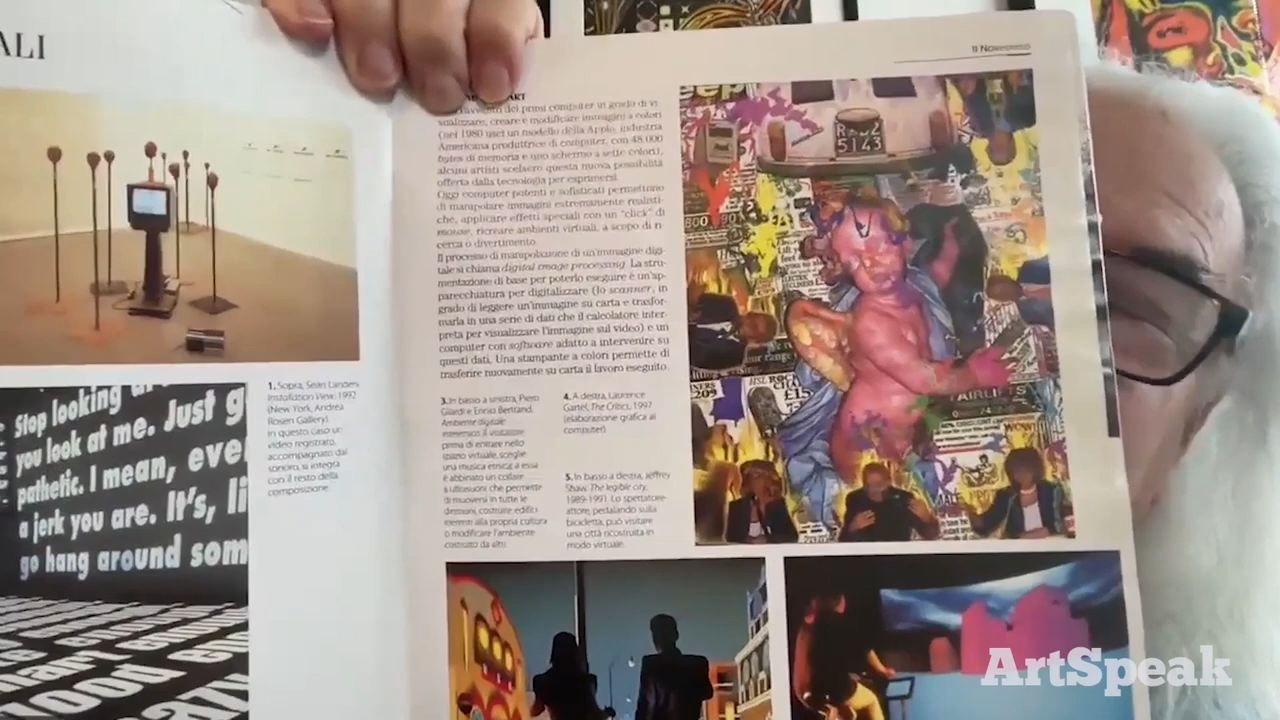 ALI
Il Novecento
ART
dei primi computer in grado di vi-
sualizzare, creare e modificare immagini a colori
(nel 1980 uscì un modello della Apple, industria
Americana produttrice di computer, con 48.000
bytes di memoria e uno schermo a sette colori),
alcuni artisti scelsero questa nuova possibilità
offerta dalla tecnologia per esprimersi.
Oggi computer potenti e sofisticati permettono
di manipolare immagini estremamente realisti-
che, applicare effetti speciali con un "click" di
mouse, ricreare ambienti virtuali, a scopo di ri-
cerca o divertimento.
Il processo di manipolazione di un'immagine digi-
tale si chiama digital image processing. La stru-
mentazione di base per poterlo eseguire è un'ap-
parecchiatura per digitalizzare (lo scanner, in
grado di leggere un'immagine su carta e trasfor-
marla in una serie di dati che il calcolatore inter-
preta per visualizzare l'immagine sul video) e un
computer con software adatto a intervenire su
questi dati. Una stampante a colori permette di
trasferire nuovamente su carta il lavoro eseguito.
1. Sopra, Sean Landers
Installation View, 1992
(New York, Andrea
Rosen Gallery).
In questo caso un
video registrato,
accompagnato dal
sonoro, si integra
con il resto della
composizione.
3. In basso a sinistra, Piero
Gilardi e Ennio Bertrand,
Ambiente digitale
il visitatore
prima di entrare nello
spazio virtuale, sceglie
una musica etnica; a essa
è abbinato un collare
a ultrasuoni che permette
di muoversi in tutte le
direzioni, costruire edifici
inerenti alla propria cultura
o modificare l'ambiente
costruito da altri.
4. A destra, Laurence
Gartel, The Critics, 1997
(elaborazione grafica al
computer).
5. In basso a destra, Jeffrey
Shaw, The legible city,
1989-1991. Lo spettatore-
attore, pedalando sulla
bicicletta, può visitare
una città ricostruita in
modo virtuale.
5143
WOW!
Stop looking
you look at me. Just g
pathetic. I mean, eve
a jerk you are. It's, li
go hang around som
ArtSpeak